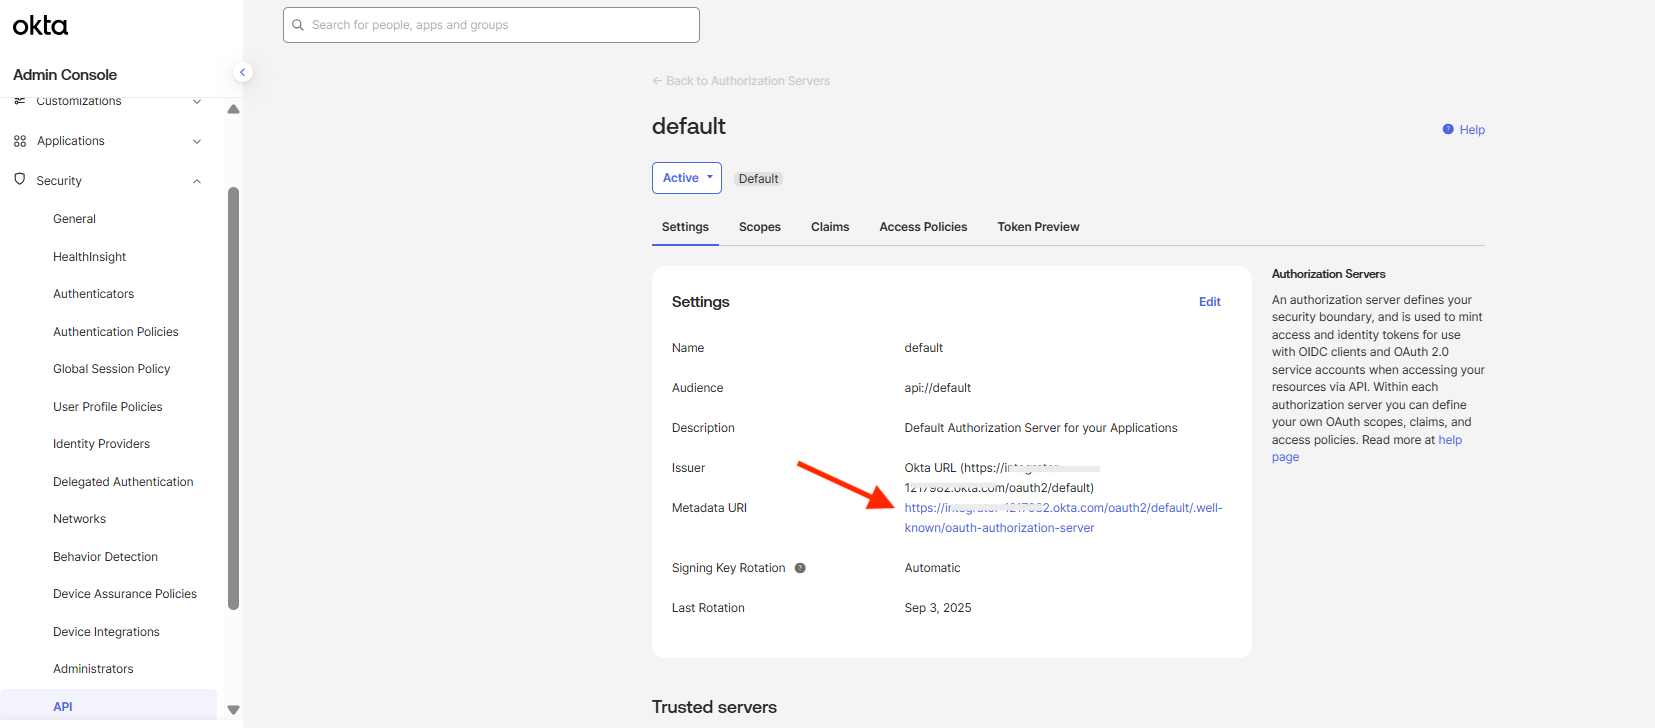 okta
Search for people, apps and groups
Admin Console
Customizations
Applications
Security
General
HealthInsight
Authenticators
Authentication Policies
Global Session Policy
User Profile Policies
Identity Providers
Delegated Authentication
Networks
Behavior Detection
Device Assurance Policies
Device Integrations
Administrators
API
← Back to Authorization Servers
default
Help
Active
Default
Settings
Scopes
Claims
Access Policies
Token Preview
Settings
Edit
Name
default
Audience
api://default
Description
Default Authorization Server for your Applications
Issuer
Okta URL (https://
.com/oauth2/default)
Metadata URI
https://
.okta.com/oauth2/default/.well-
known/oauth-authorization-server
Signing Key Rotation
Automatic
Last Rotation
Sep 3, 2025
Authorization Servers
An authorization server defines your
security boundary, and is used to mint
access and identity tokens for use
with OIDC clients and OAuth 2.0
service accounts when accessing your
resources via API. Within each
authorization server you can define
your own OAuth scopes, claims, and
access policies. Read more at help
page
Trusted servers